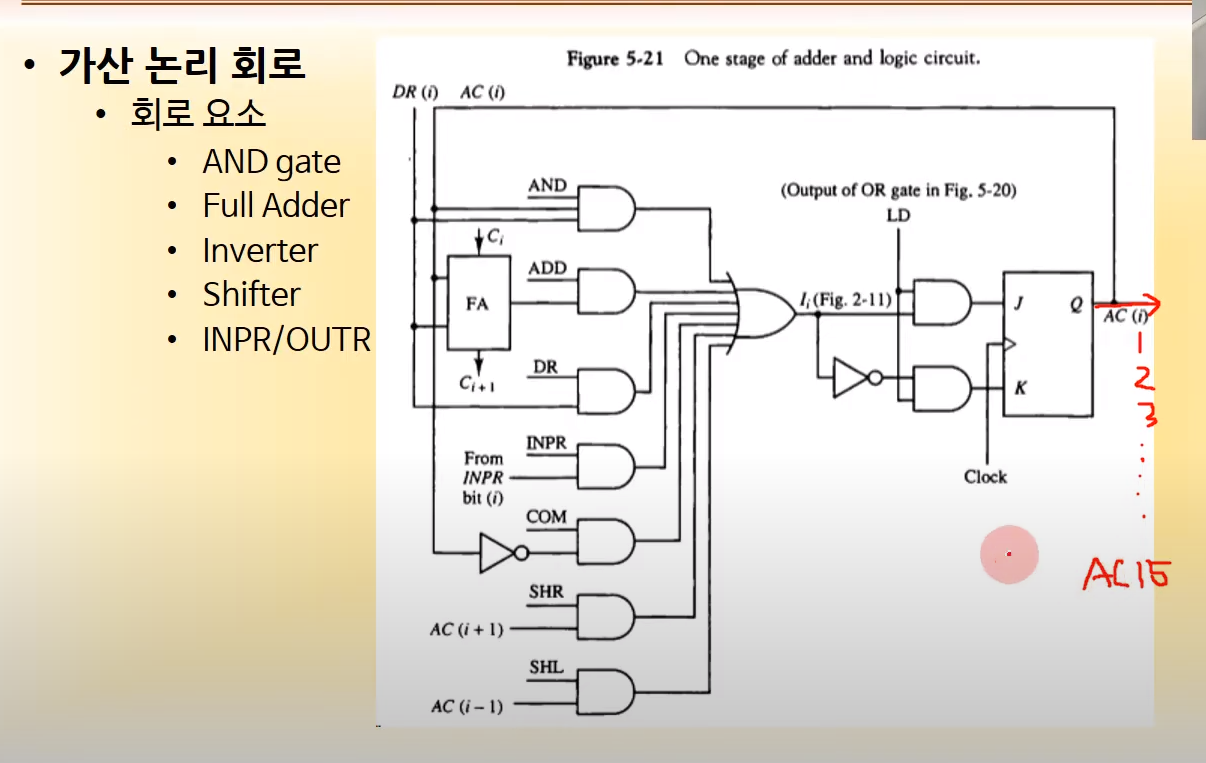 • 가산 논리 회로
• 회로 요소
• AND gate
• Full Adder
• Inverter
• Shifter
• INPR/OUTR
Figure 5-21 One stage of adder and logic circuit.
DR (i) AC (i)
AND
(Output of OR gate in Fig. 5-20)
LD
Ci
ADD
FA
Ii (Fig. 2-11)
J Q
AC (i)
1
2
3
Ci+1
DR
K
INPR
From
INPR
bit (i)
Clock
COM
AC15
SHR
AC (i + 1)
SHL
AC (i – 1)